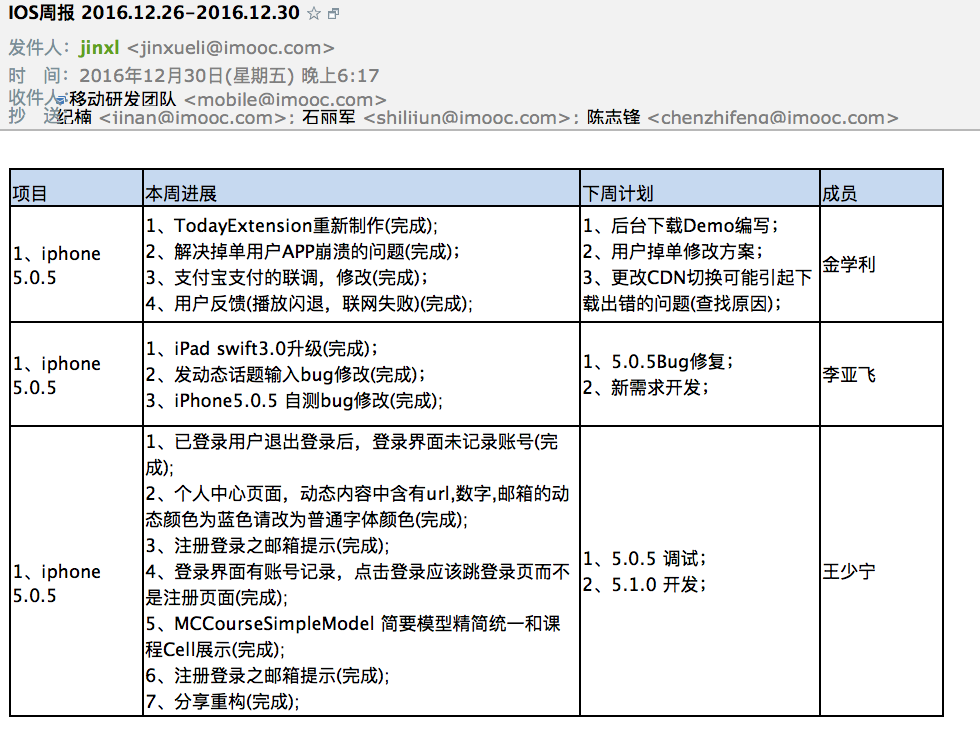 IOS周报 2016.12.26-2016.12.30
发件人：jinxl <jinxueli@imooc.com>
时 间：2016年12月30日(星期五) 晚上6:17
收件人 移动研发团队 <mobile@imooc.com>
抄 送 纪楠 <jinan@imooc.com>; 石丽军 <shilijun@imooc.com>; 陈志锋 <chenzhifeng@imooc.com>
项目 本周进展 下周计划 成员
1、iphone
5.0.5
1、TodayExtension重新制作(完成);
2、解决掉单用户APP崩溃的问题(完成);
3、支付宝支付的联调，修改(完成);
4、用户反馈(播放闪退，联网失败)(完成);
1、后台下载Demo编写;
2、用户掉单修改方案;
3、更改CDN切换可能引起下
载出错的问题(查找原因);
金学利
1、iphone
5.0.5
1、iPad swift3.0升级(完成);
2、发动态话题输入bug修改(完成);
3、iPhone5.0.5 自测bug修改(完成);
1、5.0.5Bug修复;
2、新需求开发;
李亚飞
1、iphone
5.0.5
1、已登录用户退出登录后，登录界面未记录账号(完
成);
2、个人中心页面，动态内容中含有url,数字,邮箱的动
态颜色为蓝色请改为普通字体颜色(完成);
3、注册登录之邮箱提示(完成);
4、登录界面有账号记录，点击登录应该跳登录页而不
是注册页面(完成);
5、MCCourseSimpleModel 简要模型精简统一和课
程Cell展示(完成);
6、注册登录之邮箱提示(完成);
7、分享重构(完成);
1、5.0.5 调试;
2、5.1.0 开发;
王少宁